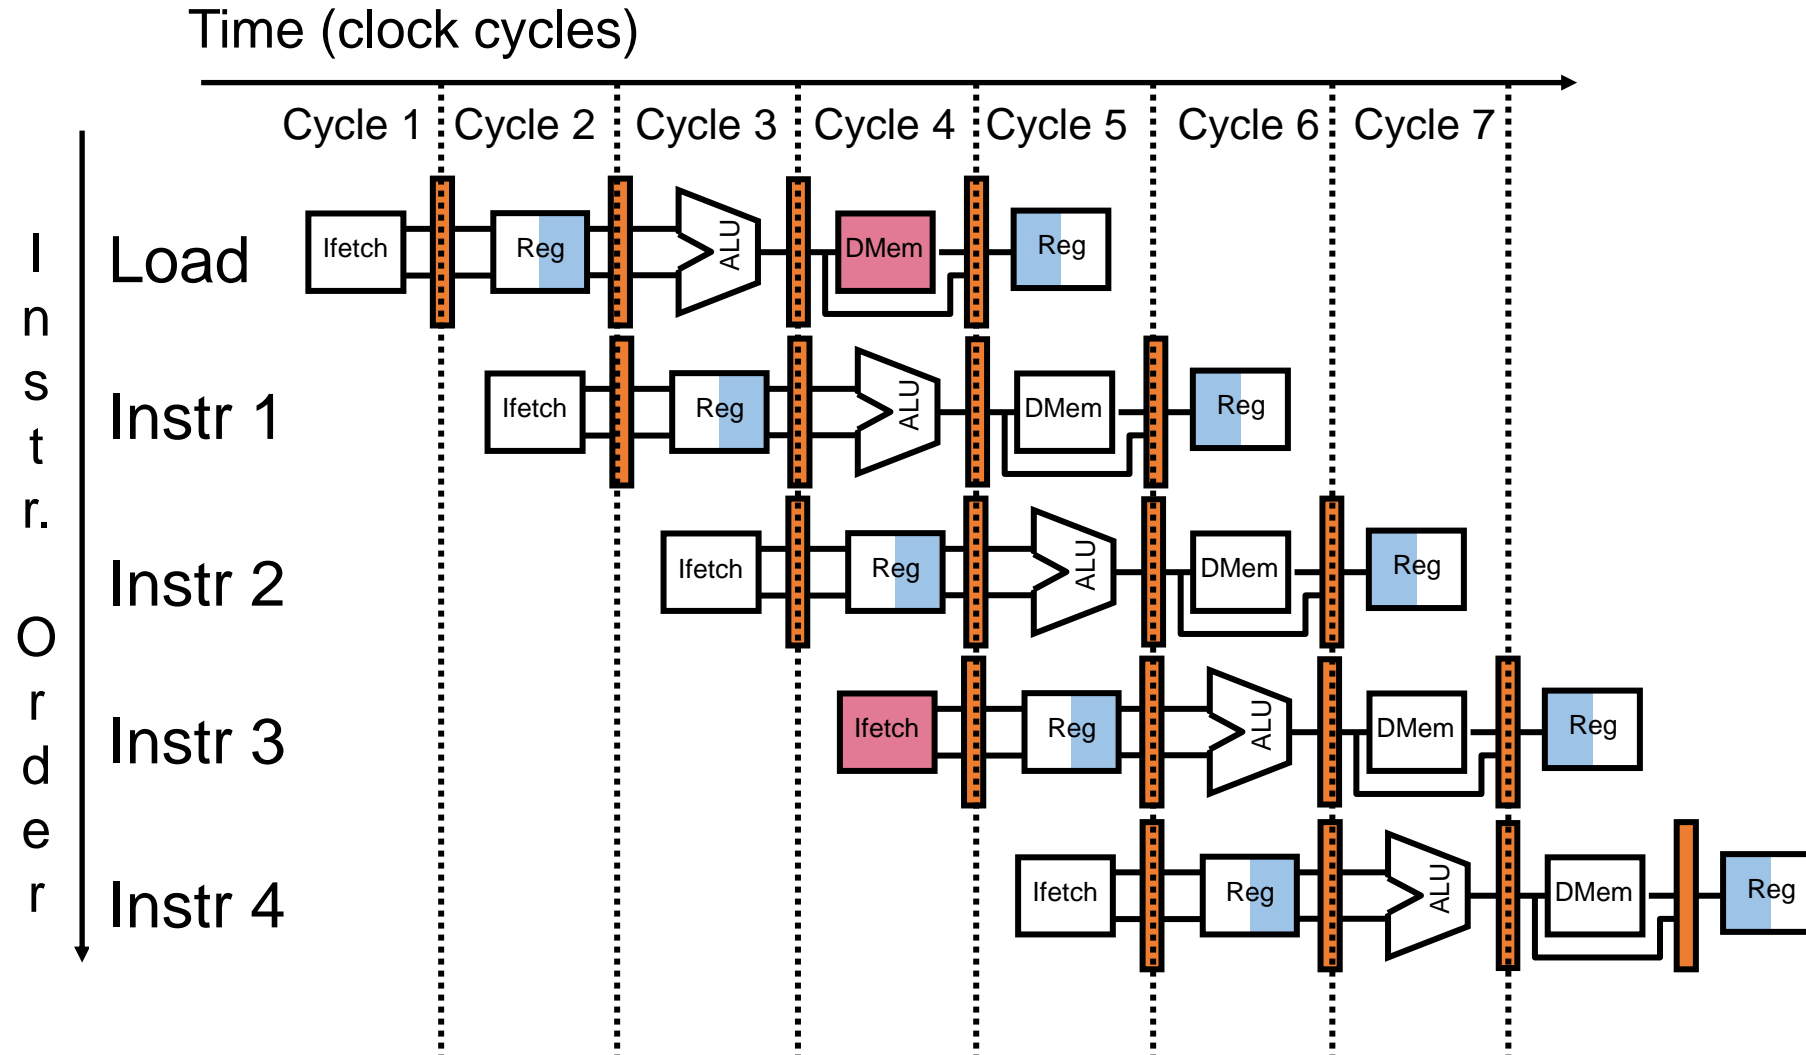 Time (clock cycles)
Cycle 1 Cycle 2 Cycle 3 Cycle 4 Cycle 5 Cycle 6 Cycle 7
Instr. Order
Load Ifetch Reg ALU DMem Reg
Instr 1 Ifetch Reg ALU DMem Reg
Instr 2 Ifetch Reg ALU DMem Reg
Instr 3 Ifetch Reg ALU DMem Reg
Instr 4 Ifetch Reg ALU DMem Reg